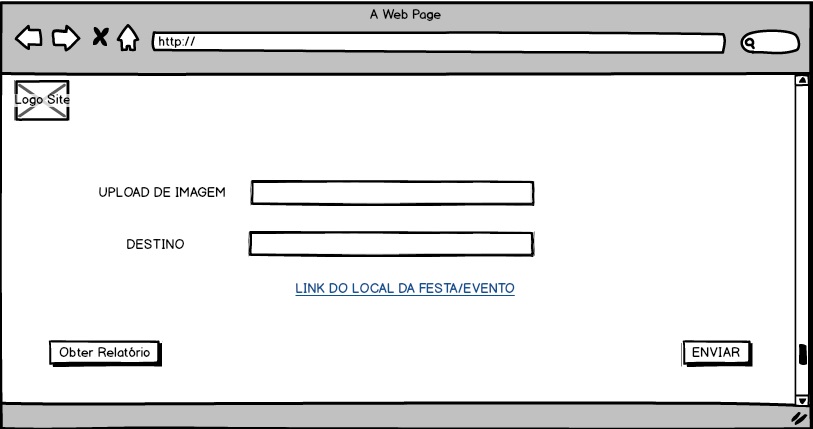 A Web Page
http://
Logo Site
UPLOAD DE IMAGEM
DESTINO
LINK DO LOCAL DA FESTA/EVENTO
Obter Relatório
ENVIAR